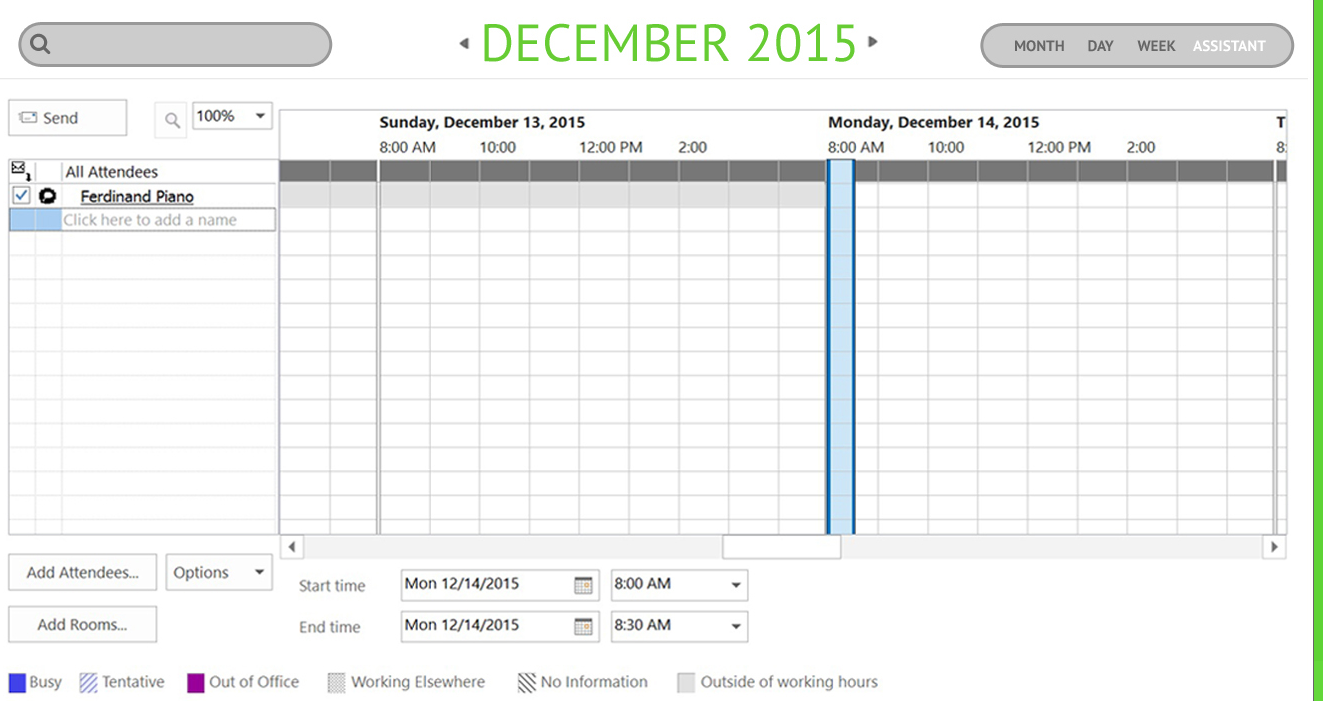 DECEMBER 2015
MONTH DAY WEEK ASSISTANT
Send
100%
Sunday, December 13, 2015 Monday, December 14, 2015 T
8:00 AM 10:00 12:00 PM 2:00 8:00 AM 10:00 12:00 PM 2:00 8:
All Attendees
Ferdinand Piano
Click here to add a name
Add Attendees... Options
Start time Mon 12/14/2015 8:00 AM
Add Rooms...
End time Mon 12/14/2015 8:30 AM
Busy Tentative Out of Office Working Elsewhere No Information Outside of working hours